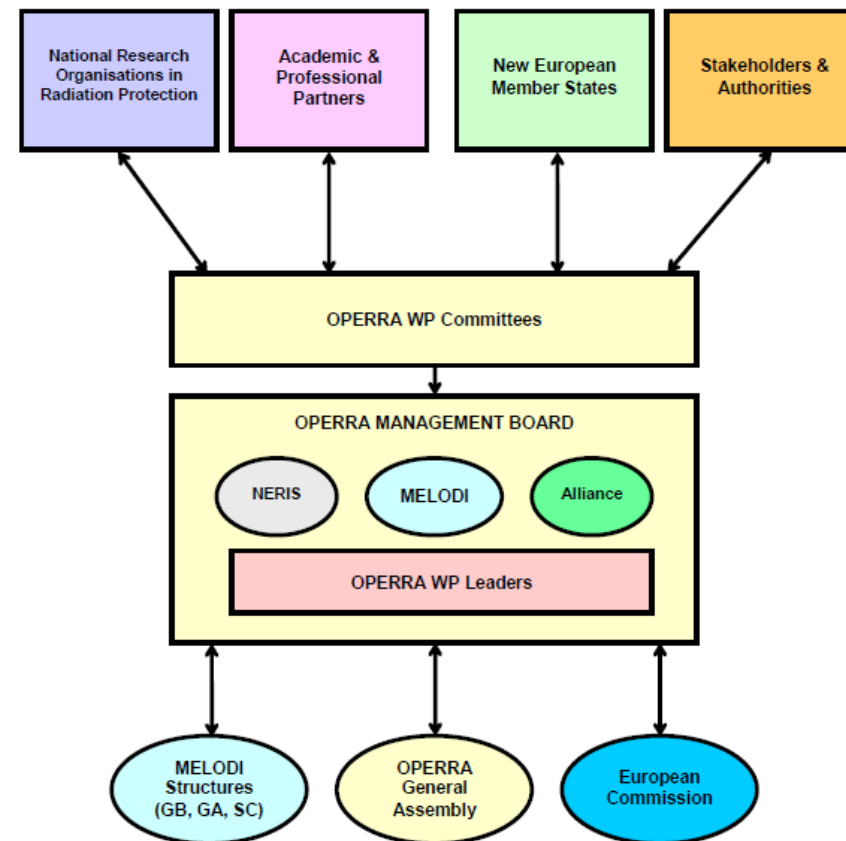 National Research
Organisations in
Radiation Protection
Academic &
Professional
Partners
New European
Member States
Stakeholders &
Authorities
OPERRA WP Committees
OPERRA MANAGEMENT BOARD
NERIS
MELODI
Alliance
OPERRA WP Leaders
MELODI
Structures
(GB, GA, SC)
OPERRA
General
Assembly
European
Commission